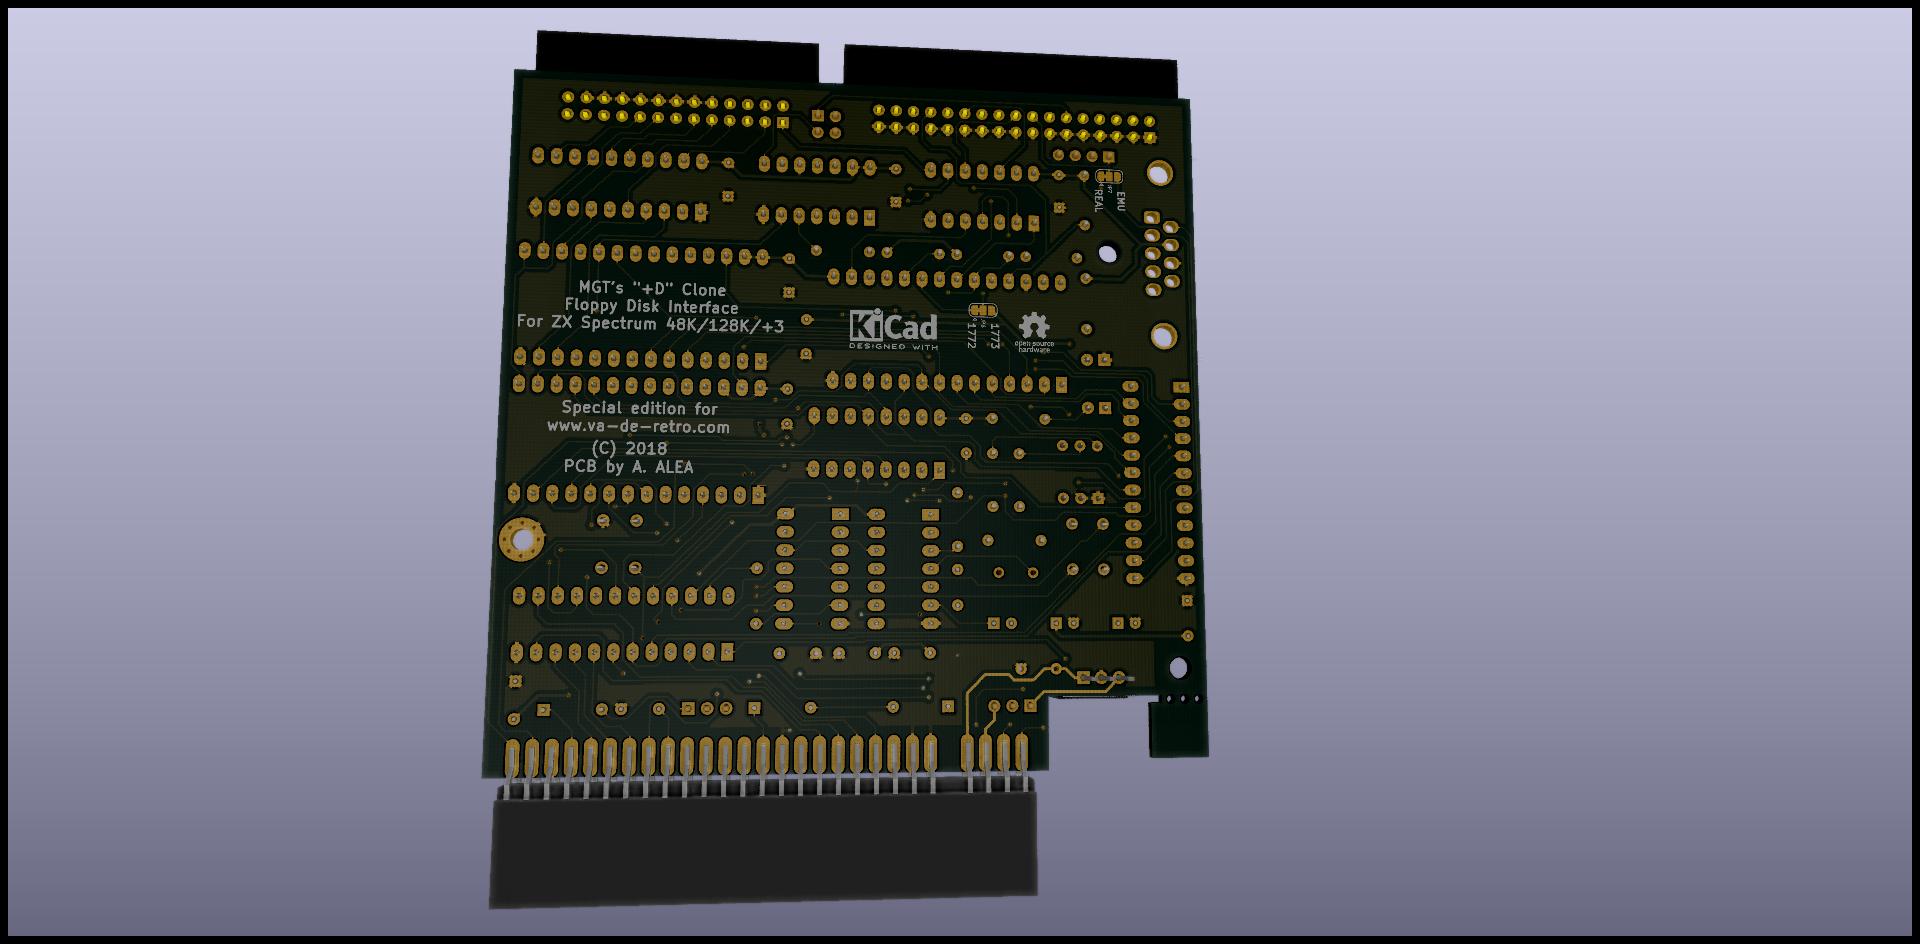 REAL
EMU
MGT's "+D" Clone
Floppy Disk Interface
For ZX Spectrum 48K/128K/+3
KiCad
DESIGNED WITH
1772
1773
open source
hardware
Special edition for
www.va-de-retro.com
(C) 2018
PCB by A. ALEA